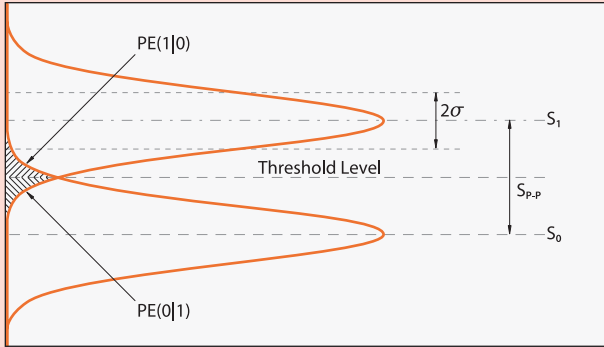 PE(1|0)
2σ
S₁
Threshold Level
Sₚ₋ₚ
S₀
PE(0|1)